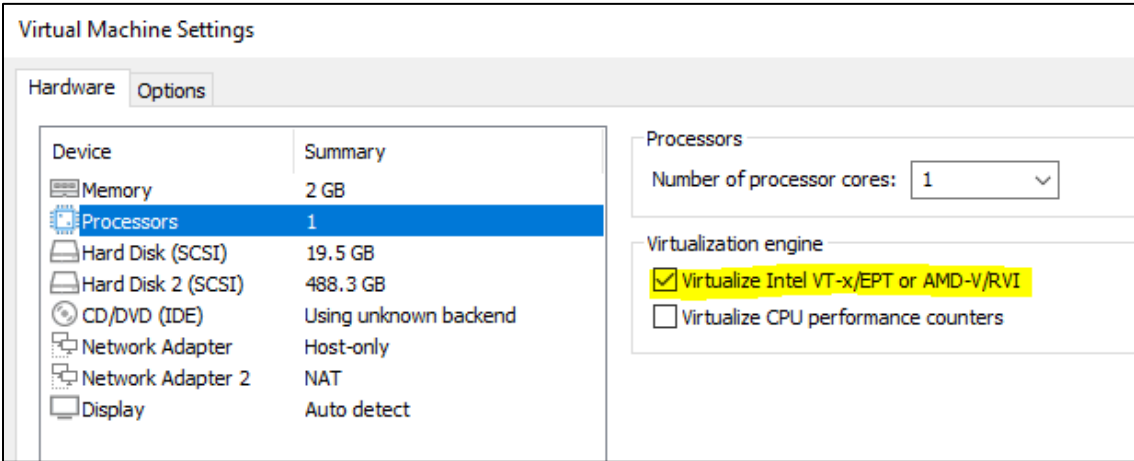 Virtual Machine Settings
Hardware Options
Device Summary
Memory 2 GB
Processors 1
Hard Disk (SCSI) 19.5 GB
Hard Disk 2 (SCSI) 488.3 GB
CD/DVD (IDE) Using unknown backend
Network Adapter Host-only
Network Adapter 2 NAT
Display Auto detect
Processors
Number of processor cores: 1
Virtualization engine
Virtualize Intel VT-x/EPT or AMD-V/RVI
Virtualize CPU performance counters